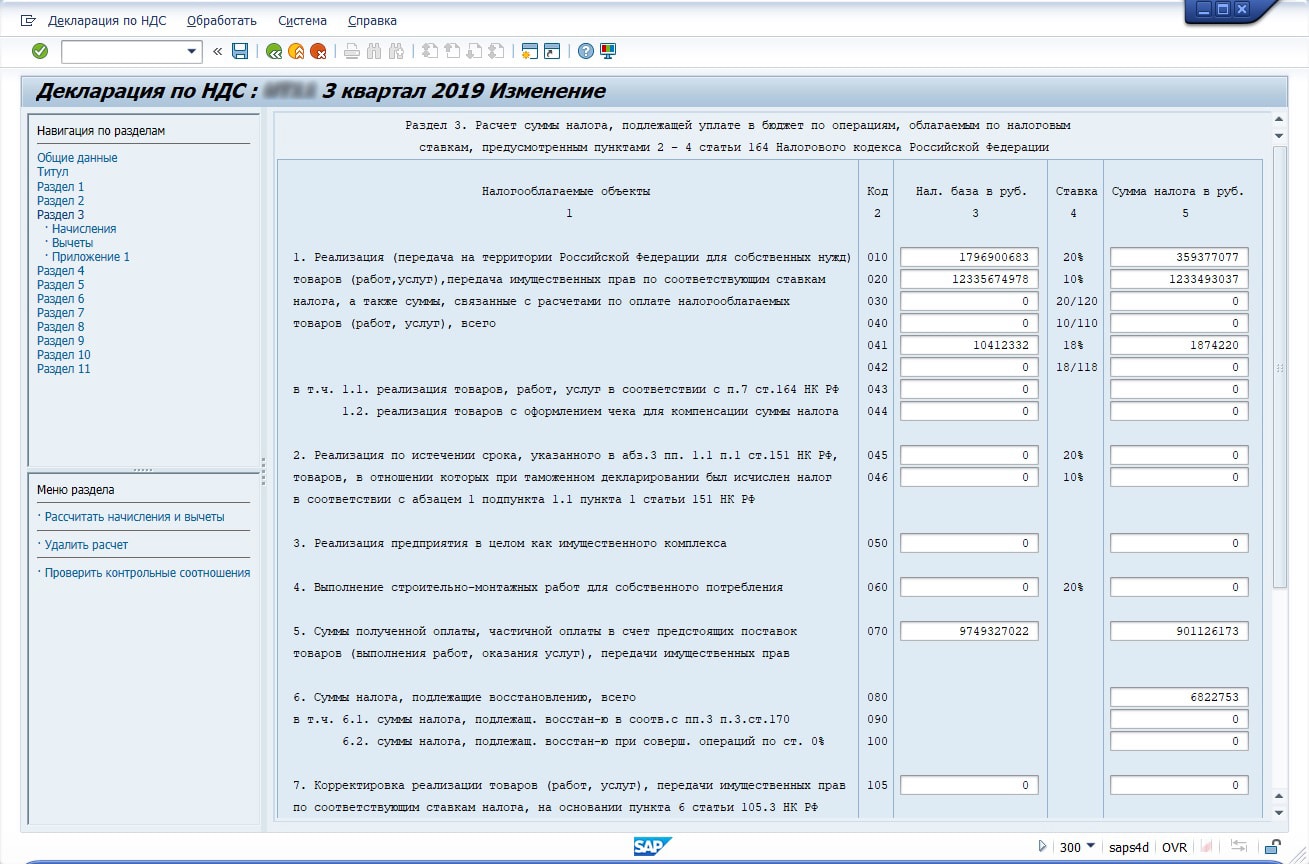 Декларация по НДС Обработать Система Справка
Декларация по НДС : 3 квартал 2019 Изменение
Навигация по разделам
Общие данные
Титул
Раздел 1
Раздел 2
Раздел 3
· Начисления
· Вычеты
· Приложение 1
Раздел 4
Раздел 5
Раздел 6
Раздел 7
Раздел 8
Раздел 9
Раздел 10
Раздел 11
Меню раздела
· Рассчитать начисления и вычеты
· Удалить расчет
· Проверить контрольные соотношения
Раздел 3. Расчет суммы налога, подлежащей уплате в бюджет по операциям, облагаемым по налоговым
ставкам, предусмотренным пунктами 2 - 4 статьи 164 Налогового кодекса Российской Федерации
Налогооблагаемые объекты Код Нал. база в руб. Ставка Сумма налога в руб.
1 2 3 4 5
1. Реализация (передача на территории Российской Федерации для собственных нужд) 010 1796900683 20% 359377077
товаров (работ,услуг),передача имущественных прав по соответствующим ставкам 020 12335674978 10% 1233493037
налога, а также суммы, связанные с расчетами по оплате налогооблагаемых 030 0 20/120 0
товаров (работ, услуг), всего 040 0 10/110 0
041 10412332 18% 1874220
042 0 18/118 0
в т.ч. 1.1. реализация товаров, работ, услуг в соответствии с п.7 ст.164 НК РФ 043 0 0
1.2. реализация товаров с оформлением чека для компенсации суммы налога 044 0 0
2. Реализация по истечении срока, указанного в абз.3 пп. 1.1 п.1 ст.151 НК РФ, 045 0 20% 0
товаров, в отношении которых при таможенном декларировании был исчислен налог 046 0 10% 0
в соответствии с абзацем 1 подпункта 1.1 пункта 1 статьи 151 НК РФ
3. Реализация предприятия в целом как имущественного комплекса 050 0 0
4. Выполнение строительно-монтажных работ для собственного потребления 060 0 20% 0
5. Суммы полученной оплаты, частичной оплаты в счет предстоящих поставок 070 9749327022 901126173
товаров (выполнения работ, оказания услуг), передачи имущественных прав
6. Суммы налога, подлежащие восстановлению, всего 080 6822753
в т.ч. 6.1. суммы налога, подлежащ. восстан-ю в соотв.с пп.3 п.3.ст.170 090 0
6.2. суммы налога, подлежащ. восстан-ю при соверш. операций по ст. 0% 100 0
7. Корректировка реализации товаров (работ, услуг), передачи имущественных прав 105 0 0
по соответствующим ставкам налога, на основании пункта 6 статьи 105.3 НК РФ
SAP 300 saps4d OVR